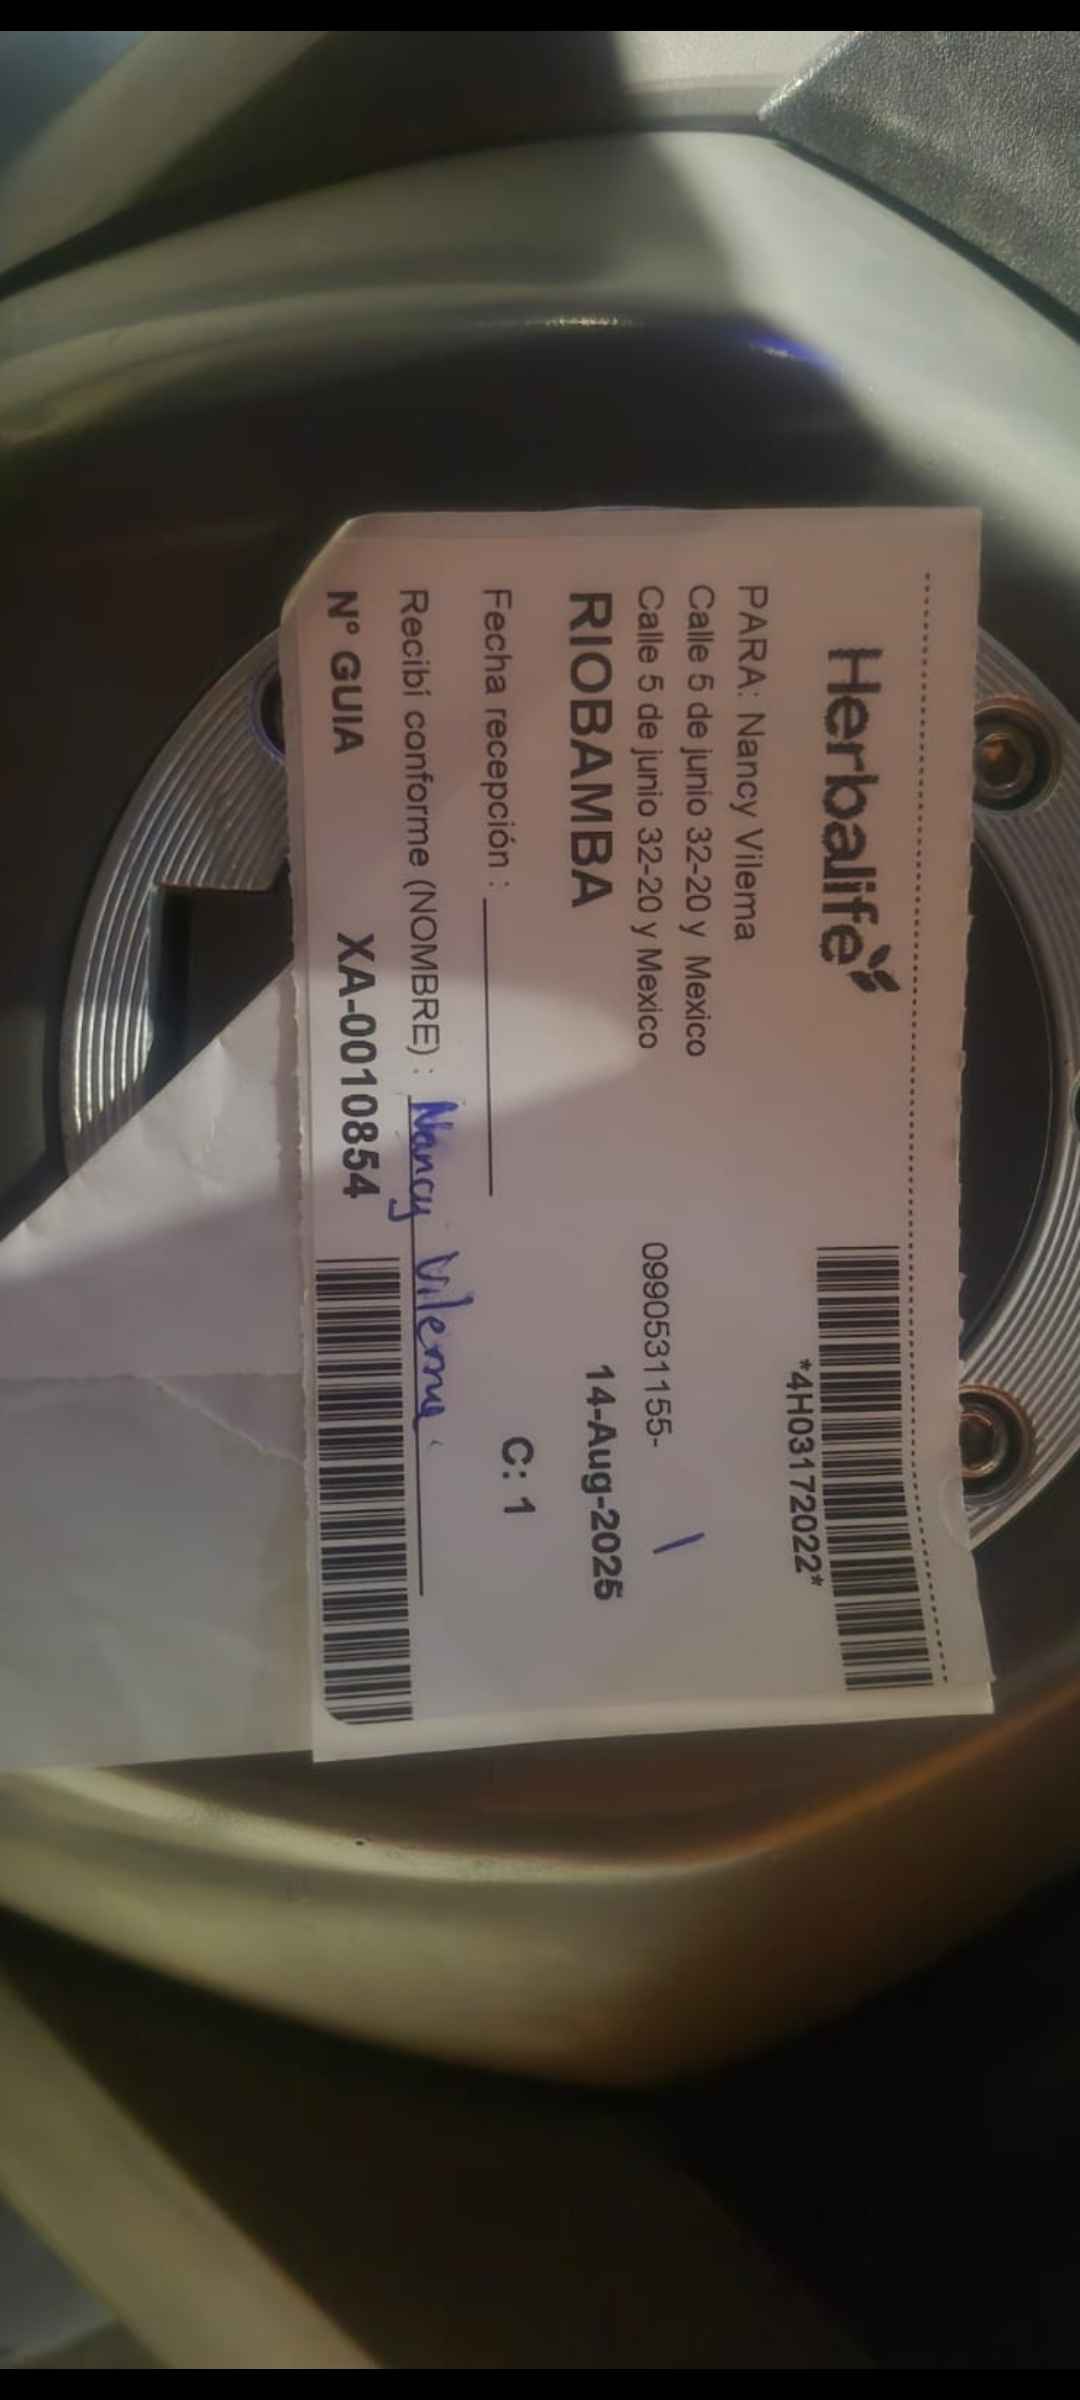 Herbalife
*4H03172022*
PARA: Nancy Vilema
Calle 5 de junio 32-20 y Mexico
Calle 5 de junio 32-20 y Mexico 0990531155-
RIOBAMBA 14-Aug-2025
Fecha recepción : C: 1
Recibí conforme (NOMBRE) : Nancy Vilema.
Nº GUIA XA-0010854